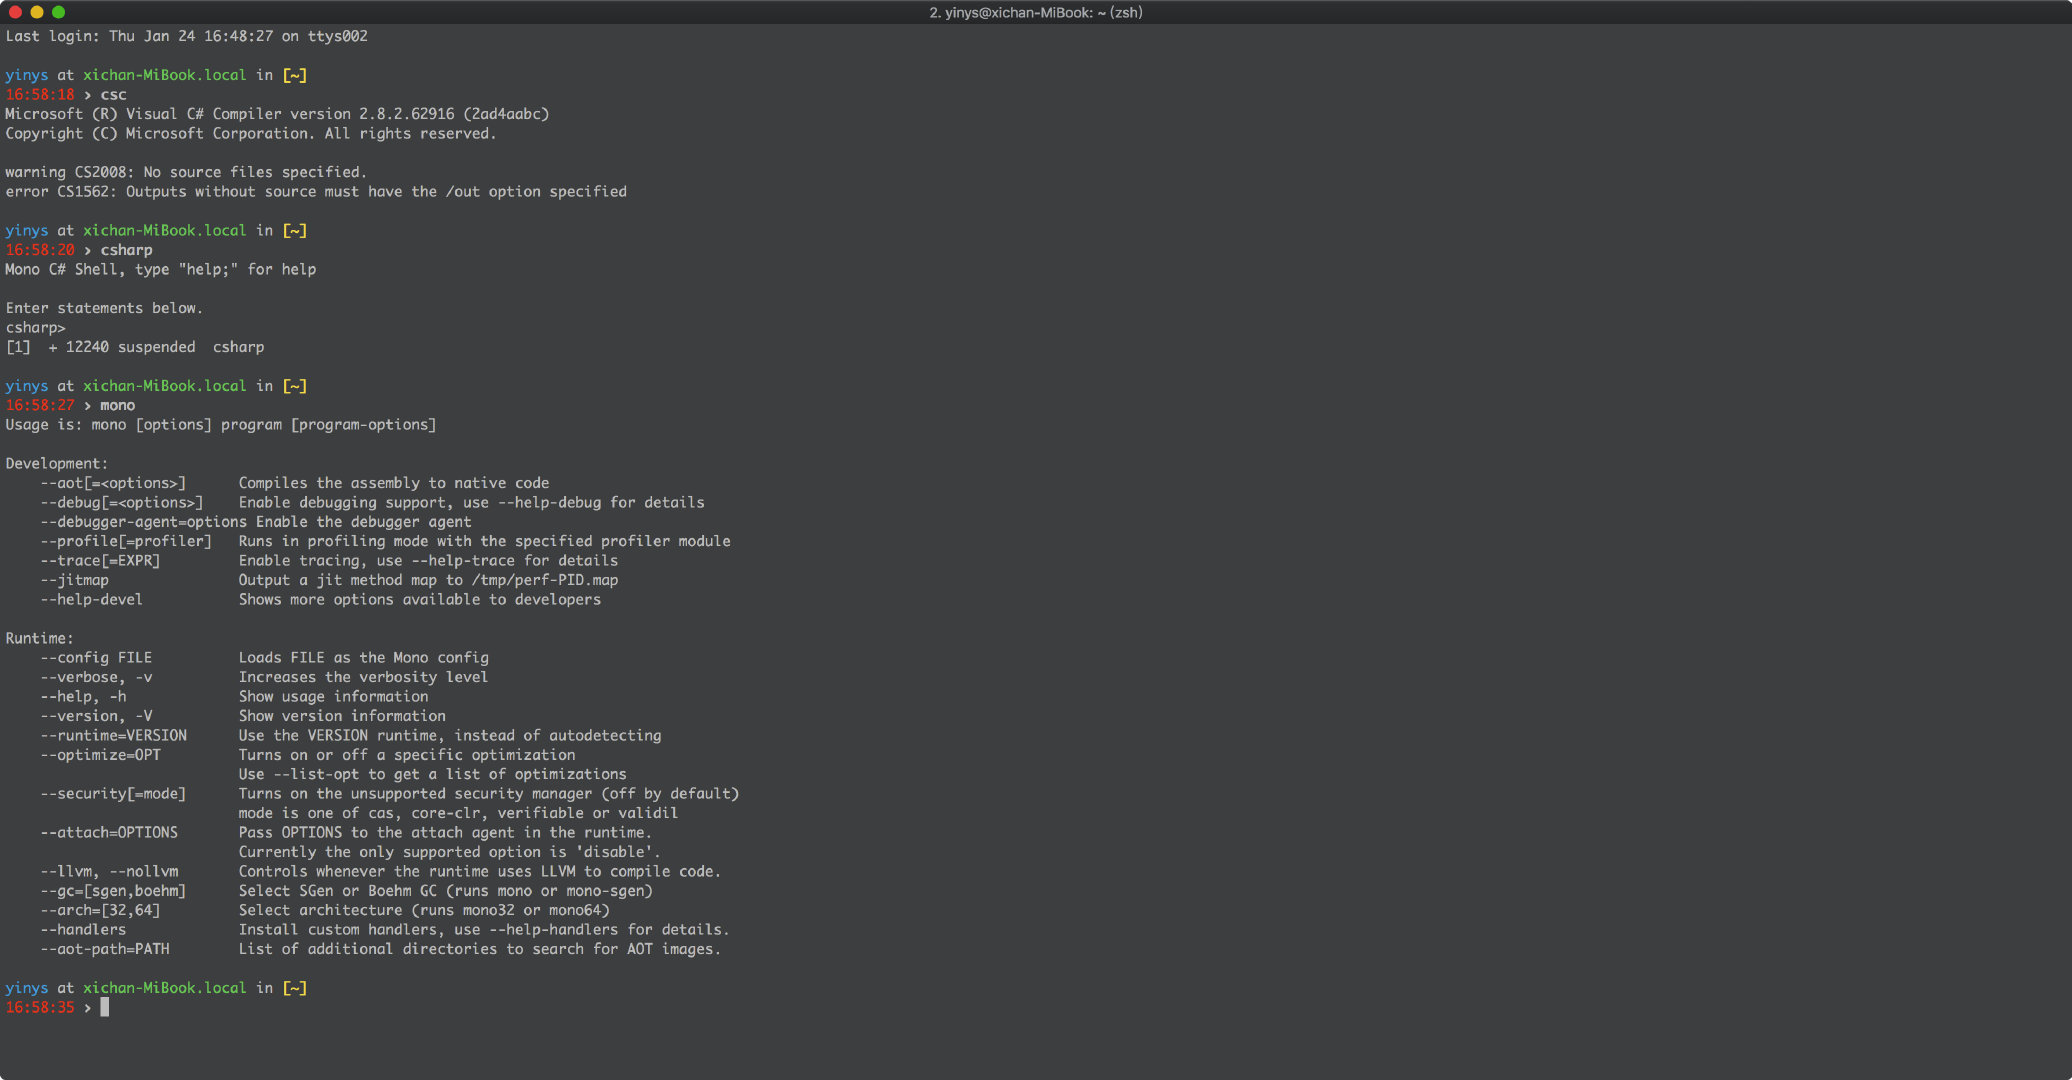 2. yinys@xichan-MiBook: ~ (zsh)
Last login: Thu Jan 24 16:48:27 on ttys002
yinys at xichan-MiBook.local in [~]
16:58:18 › csc
Microsoft (R) Visual C# Compiler version 2.8.2.62916 (2ad4aabc)
Copyright (C) Microsoft Corporation. All rights reserved.
warning CS2008: No source files specified.
error CS1562: Outputs without source must have the /out option specified
yinys at xichan-MiBook.local in [~]
16:58:20 › csharp
Mono C# Shell, type "help;" for help
Enter statements below.
csharp>
[1]  + 12240 suspended  csharp
yinys at xichan-MiBook.local in [~]
16:58:27 › mono
Usage is: mono [options] program [program-options]
Development:
    --aot[=<options>]      Compiles the assembly to native code
    --debug[=<options>]    Enable debugging support, use --help-debug for details
    --debugger-agent=options Enable the debugger agent
    --profile[=profiler]   Runs in profiling mode with the specified profiler module
    --trace[=EXPR]         Enable tracing, use --help-trace for details
    --jitmap               Output a jit method map to /tmp/perf-PID.map
    --help-devel           Shows more options available to developers
Runtime:
    --config FILE          Loads FILE as the Mono config
    --verbose, -v          Increases the verbosity level
    --help, -h             Show usage information
    --version, -V          Show version information
    --runtime=VERSION      Use the VERSION runtime, instead of autodetecting
    --optimize=OPT         Turns on or off a specific optimization
                           Use --list-opt to get a list of optimizations
    --security[=mode]      Turns on the unsupported security manager (off by default)
                           mode is one of cas, core-clr, verifiable or validil
    --attach=OPTIONS       Pass OPTIONS to the attach agent in the runtime.
                           Currently the only supported option is 'disable'.
    --llvm, --nollvm       Controls whenever the runtime uses LLVM to compile code.
    --gc=[sgen,boehm]      Select SGen or Boehm GC (runs mono or mono-sgen)
    --arch=[32,64]         Select architecture (runs mono32 or mono64)
    --handlers             Install custom handlers, use --help-handlers for details.
    --aot-path=PATH        List of additional directories to search for AOT images.
yinys at xichan-MiBook.local in [~]
16:58:35 ›